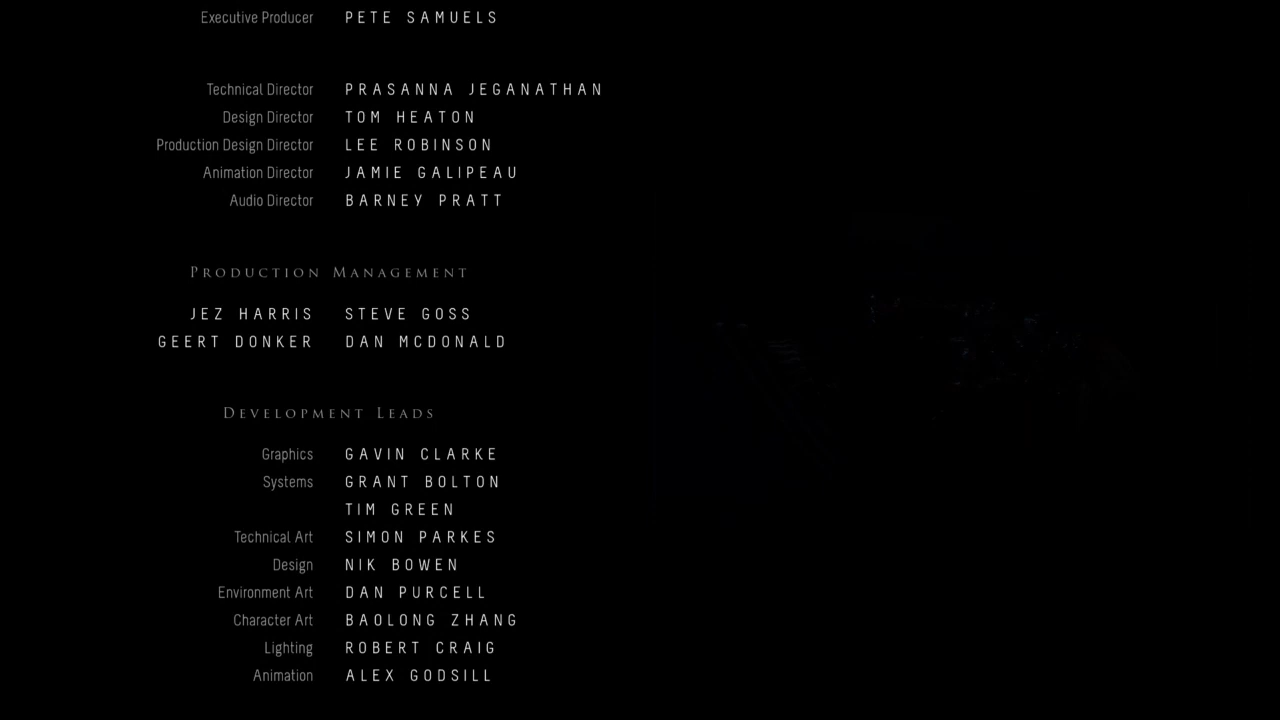 Executive Producer PETE SAMUELS
Technical Director PRASANNA JEGANATHAN
Design Director TOM HEATON
Production Design Director LEE ROBINSON
Animation Director JAMIE GALIPEAU
Audio Director BARNEY PRATT
PRODUCTION MANAGEMENT
JEZ HARRIS STEVE GOSS
GEERT DONKER DAN MCDONALD
DEVELOPMENT LEADS
Graphics GAVIN CLARKE
Systems GRANT BOLTON
TIM GREEN
Technical Art SIMON PARKES
Design NIK BOWEN
Environment Art DAN PURCELL
Character Art BAOLONG ZHANG
Lighting ROBERT CRAIG
Animation ALEX GODSILL